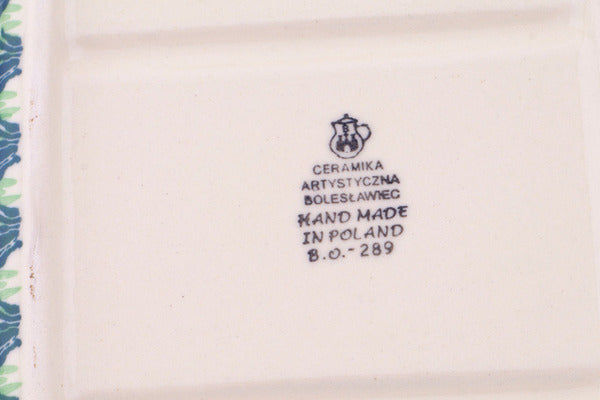 B
CERAMIKA
ARTYSTYCZNA
BOLESŁAWIEC
HAND MADE
IN POLAND
B.O.-289